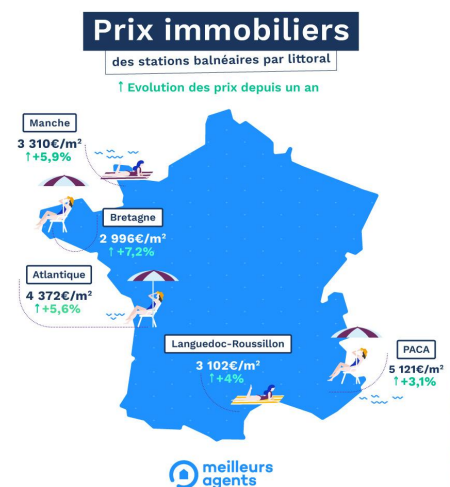 Prix immobiliers
des stations balnéaires par littoral
↑ Evolution des prix depuis un an
Manche
3 310€/m²
↑+5,9%
Bretagne
2 996€/m²
↑+7,2%
Atlantique
4 372€/m²
↑+5,6%
Languedoc-Roussillon
3 102€/m²
↑+4%
PACA
5 121€/m²
↑+3,1%
meilleurs
agents